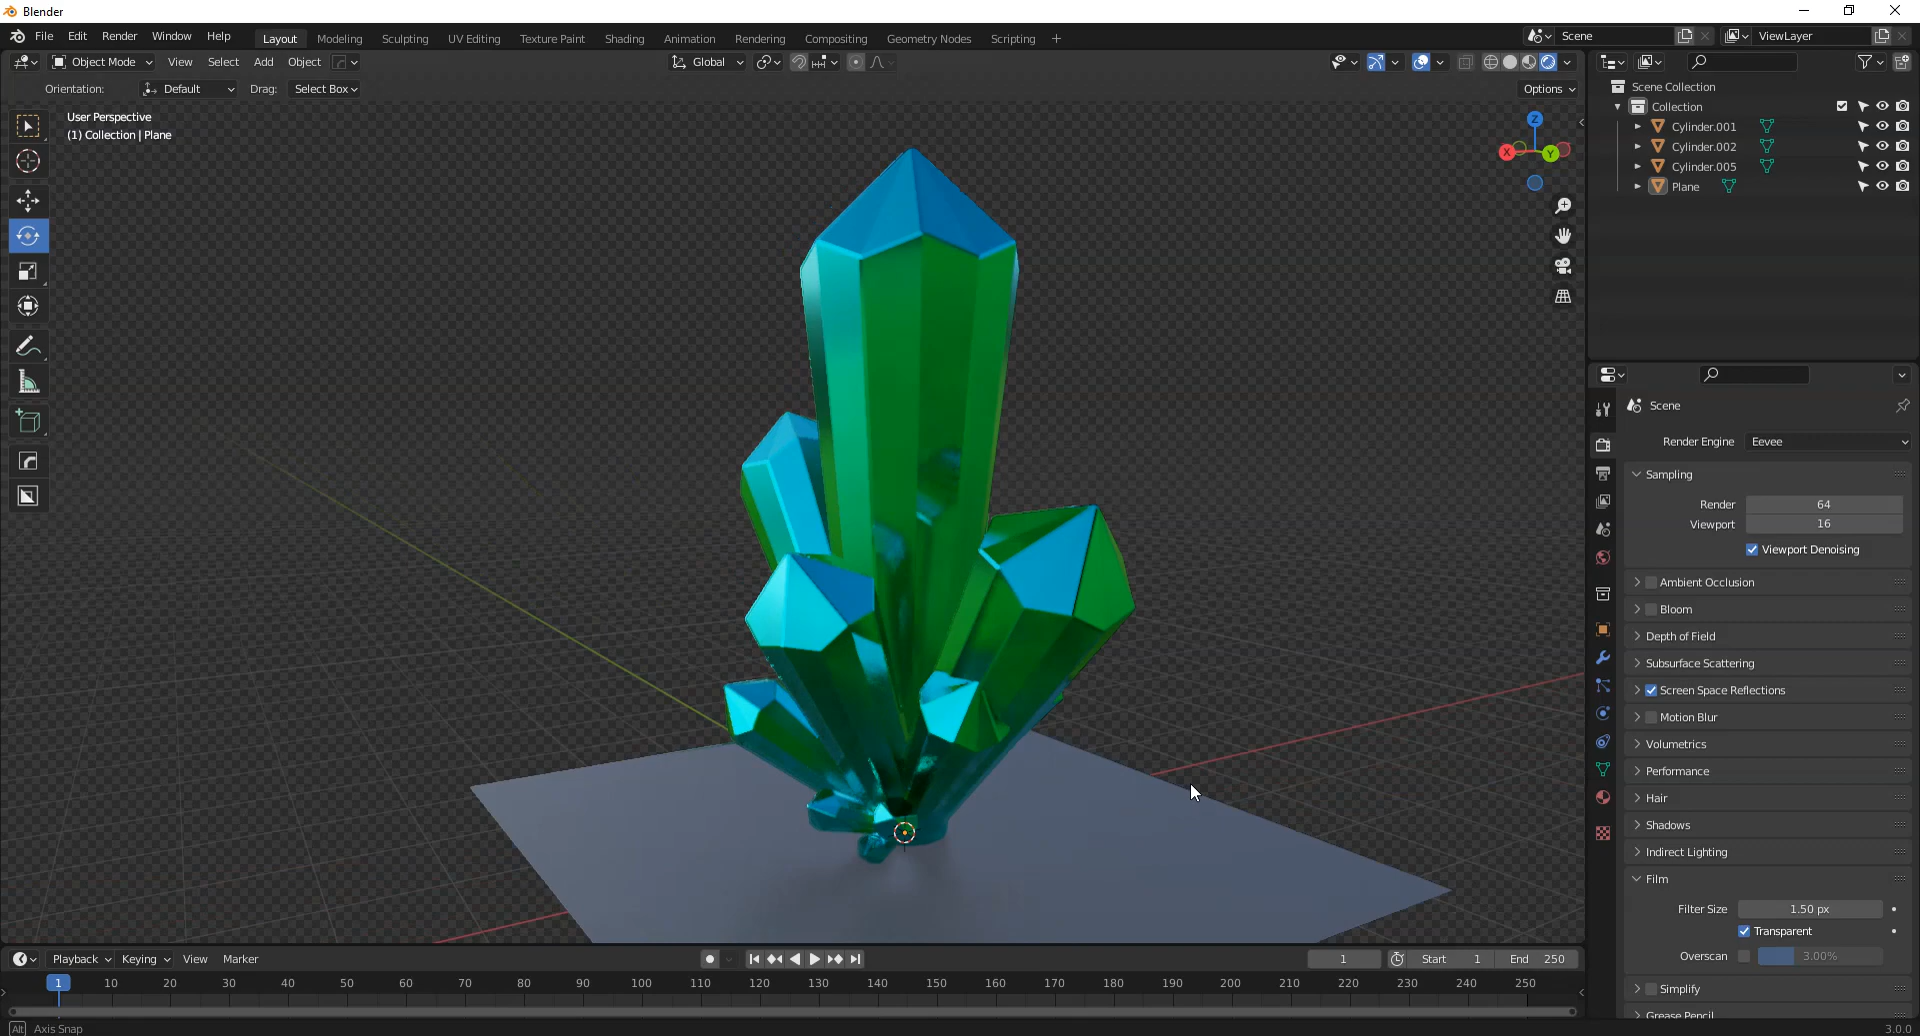 Blender
File Edit Render Window Help Layout Modeling Sculpting UV Editing Texture Paint Shading Animation Rendering Compositing Geometry Nodes Scripting + Scene ViewLayer
Object Mode View Select Add Object Global
Orientation: Default Drag: Select Box Options
User Perspective
(1) Collection | Plane
Z
X Y
Scene Collection
Collection
Cylinder.001
Cylinder.002
Cylinder.005
Plane
Scene
Render Engine Eevee
Sampling
Render 64
Viewport 16
Viewport Denoising
Ambient Occlusion
Bloom
Depth of Field
Subsurface Scattering
Screen Space Reflections
Motion Blur
Volumetrics
Performance
Hair
Shadows
Indirect Lighting
Film
Filter Size 1.50 px
Transparent
Overscan 3.00%
Simplify
Grease Pencil
Playback Keying View Marker 1 Start 1 End 250
1 10 20 30 40 50 60 70 80 90 100 110 120 130 140 150 160 170 180 190 200 210 220 230 240 250
Alt Axis Snap 3.0.0